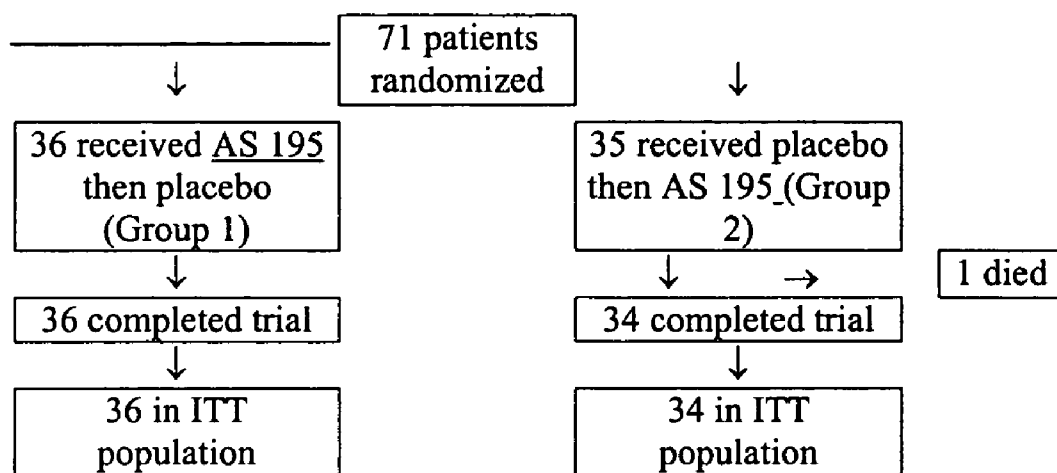 71 patients
randomized
36 received AS 195
then placebo
(Group 1)
35 received placebo
then AS 195 (Group
2)
1 died
36 completed trial
34 completed trial
36 in ITT
population
34 in ITT
population